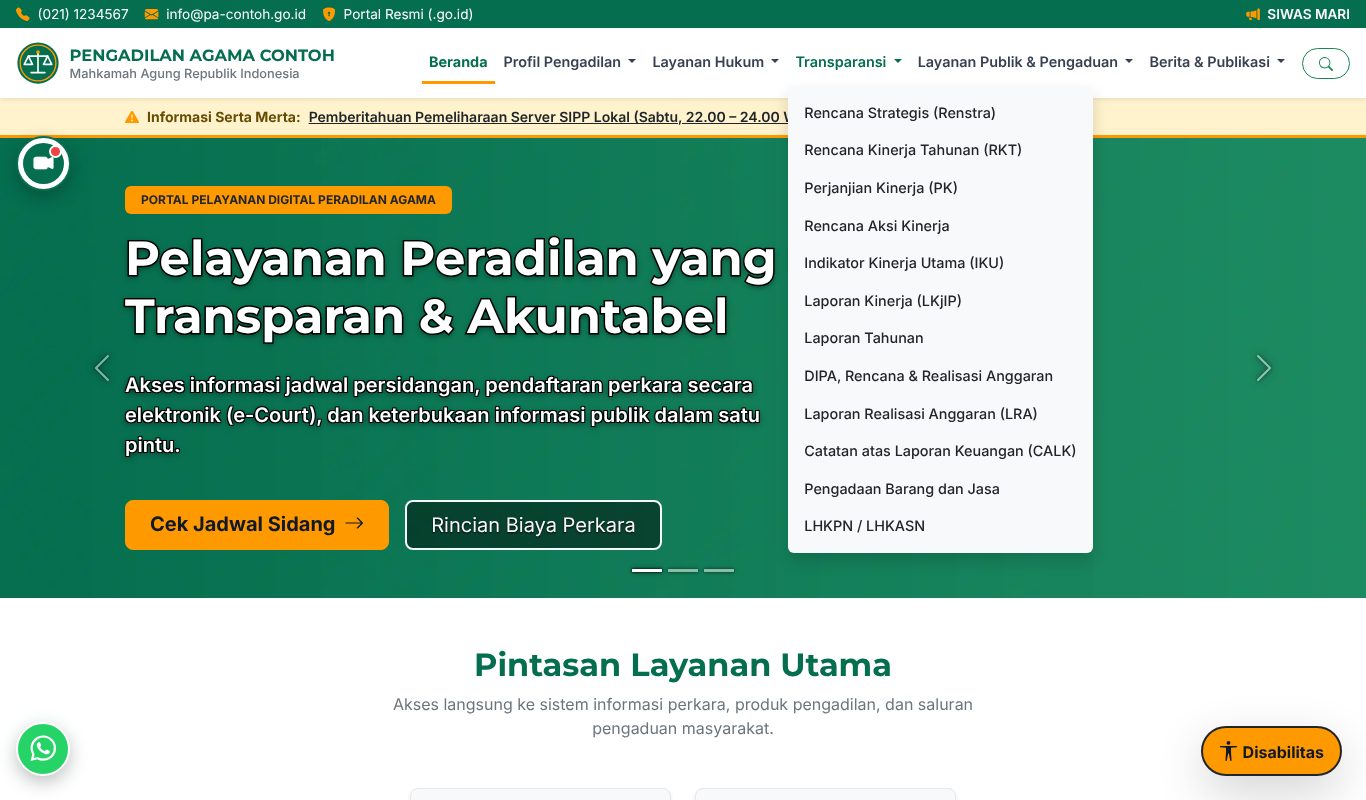 (021) 1234567 info@pa-contoh.go.id Portal Resmi (.go.id) SIWAS MARI
PENGADILAN AGAMA CONTOH
Mahkamah Agung Republik Indonesia
Beranda Profil Pengadilan Layanan Hukum Transparansi Layanan Publik & Pengaduan Berita & Publikasi
Informasi Serta Merta: Pemberitahuan Pemeliharaan Server SIPP Lokal (Sabtu, 22.00 – 24.00
Rencana Strategis (Renstra)
Rencana Kinerja Tahunan (RKT)
Perjanjian Kinerja (PK)
Rencana Aksi Kinerja
Indikator Kinerja Utama (IKU)
Laporan Kinerja (LKjIP)
Laporan Tahunan
DIPA, Rencana & Realisasi Anggaran
Laporan Realisasi Anggaran (LRA)
Catatan atas Laporan Keuangan (CALK)
Pengadaan Barang dan Jasa
LHKPN / LHKASN
PORTAL PELAYANAN DIGITAL PERADILAN AGAMA
Pelayanan Peradilan yang
Transparan & Akuntabel
Akses informasi jadwal persidangan, pendaftaran perkara secara
elektronik (e-Court), dan keterbukaan informasi publik dalam satu
pintu.
Cek Jadwal Sidang
Rincian Biaya Perkara
Pintasan Layanan Utama
Akses langsung ke sistem informasi perkara, produk pengadilan, dan saluran
pengaduan masyarakat.
Disabilitas